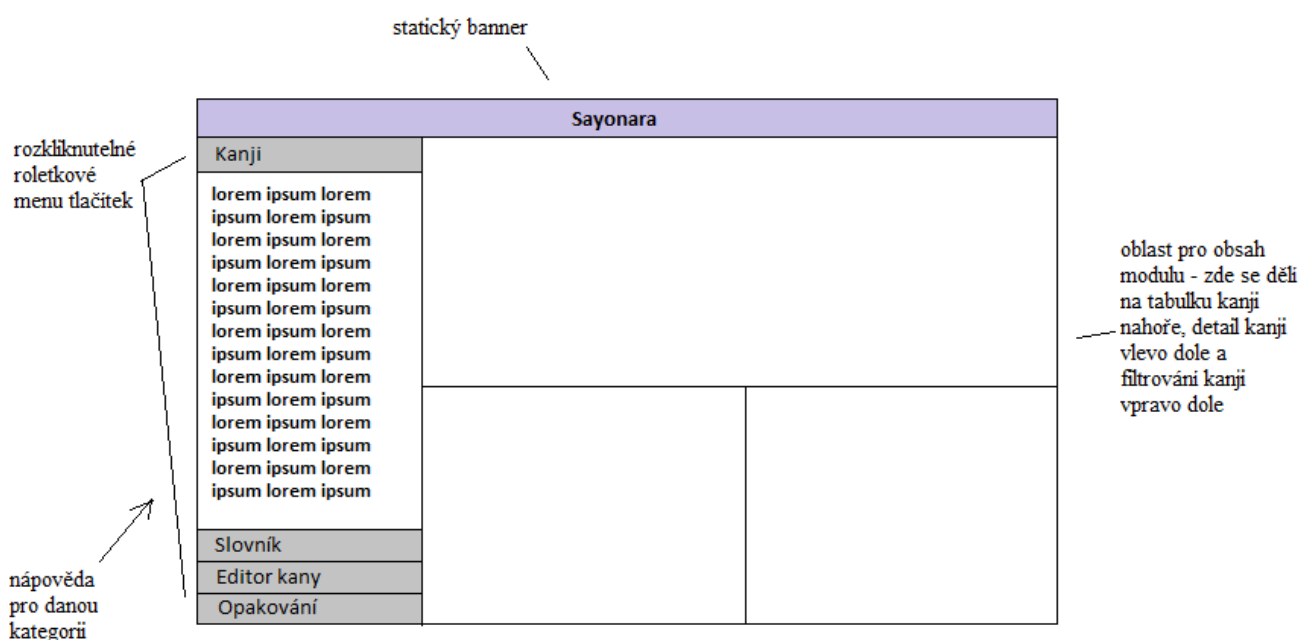 statický banner
Sayonara
rozkliknutelné
roletkové
menu tlačítek
Kanji
lorem ipsum lorem
ipsum lorem ipsum
lorem ipsum lorem
ipsum lorem ipsum
lorem ipsum lorem
ipsum lorem ipsum
lorem ipsum lorem
ipsum lorem ipsum
lorem ipsum lorem
ipsum lorem ipsum
lorem ipsum lorem
ipsum lorem ipsum
lorem ipsum lorem
ipsum lorem ipsum
oblast pro obsah
modulu - zde se děli
na tabulku kanji
nahoře, detail kanji
vlevo dole a
filtrování kanji
vpravo dole
Slovník
Editor kany
Opakování
nápověda
pro danou
kategorii